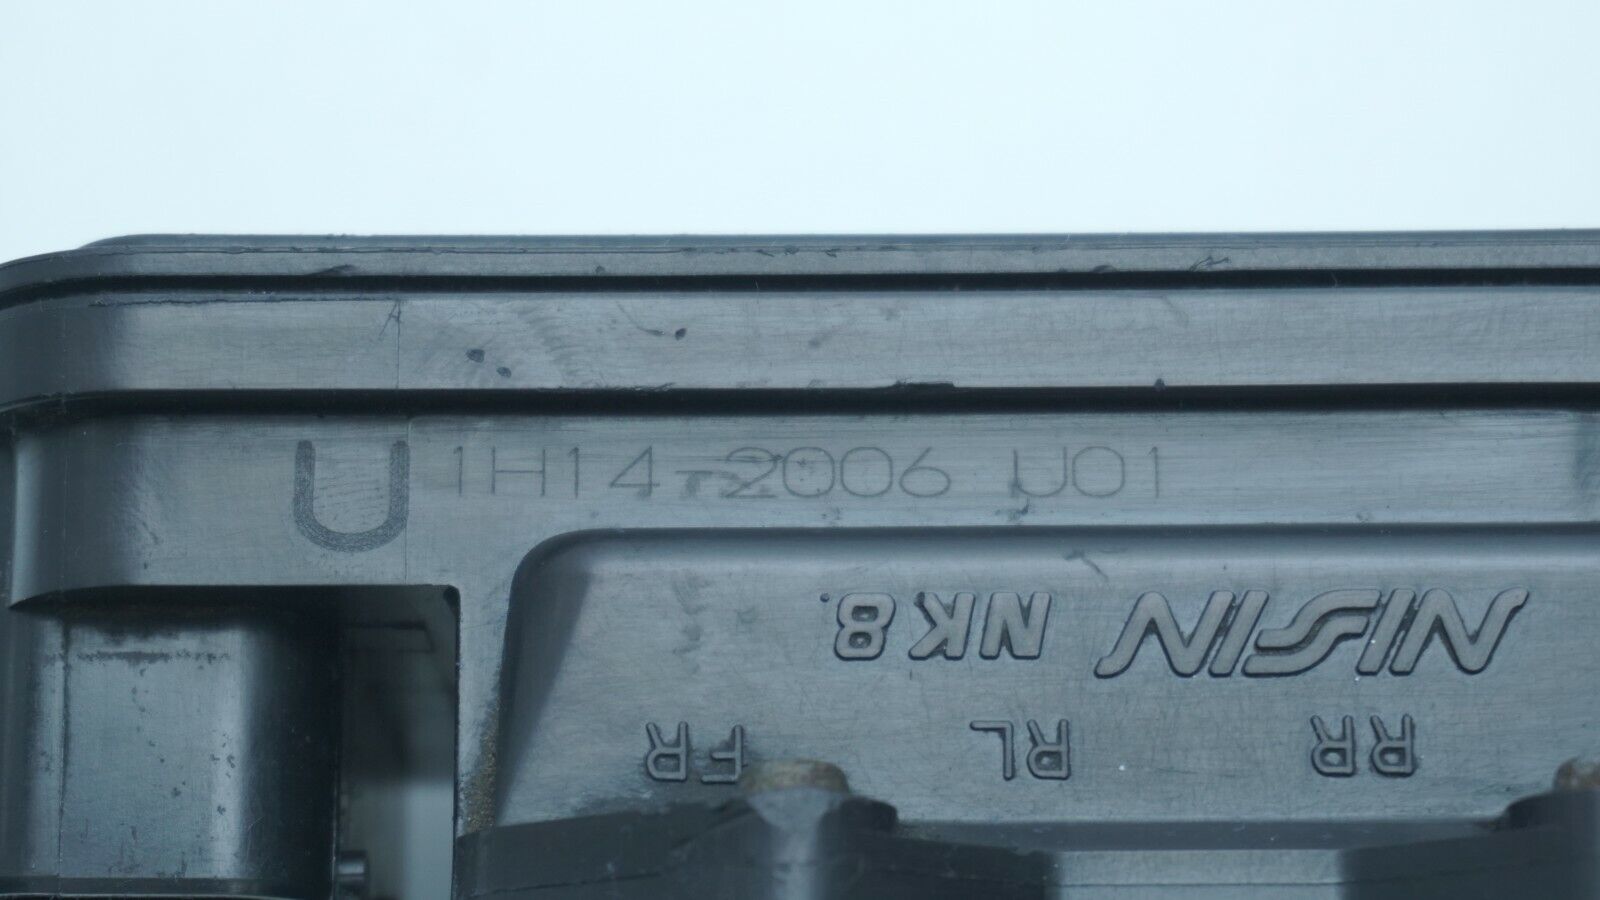 U 1H14-2006 U01
NISIN NK8
RR RL FR